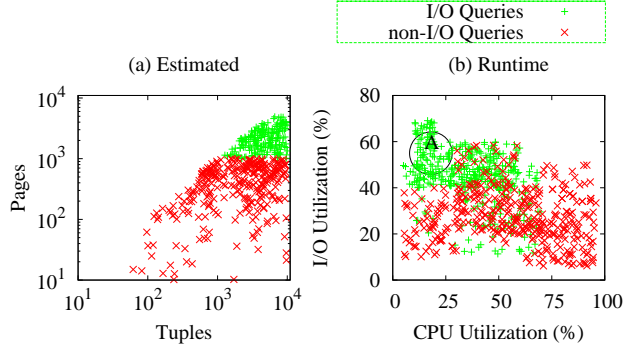 I/O Queries
non-I/O Queries
(a) Estimated
(b) Runtime
Pages
10^4
10^3
10^2
10^1
10^1
10^2
10^3
10^4
Tuples
I/O Utilization (%)
80
60
40
20
0
A
0
25
50
75
100
CPU Utilization (%)